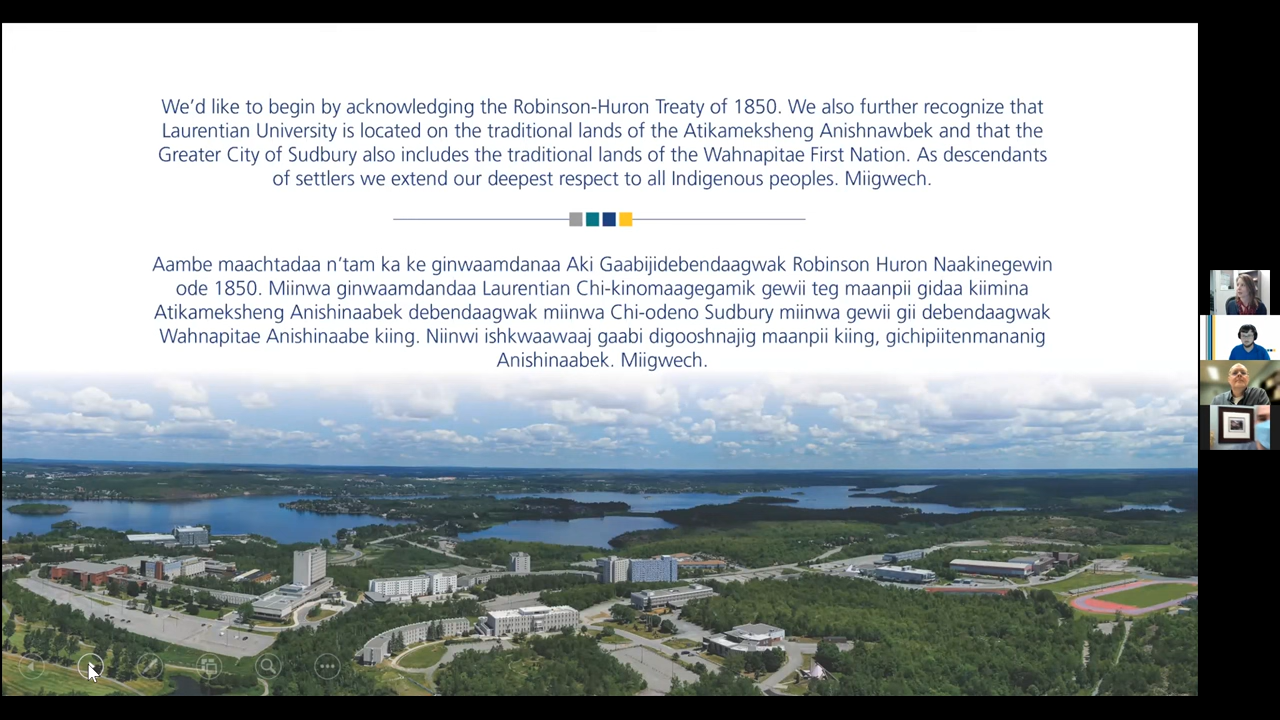 We'd like to begin by acknowledging the Robinson-Huron Treaty of 1850. We also further recognize that
Laurentian University is located on the traditional lands of the Atikameksheng Anishnawbek and that the
Greater City of Sudbury also includes the traditional lands of the Wahnapitae First Nation. As descendants
of settlers we extend our deepest respect to all Indigenous peoples. Miigwech.
Aambe maachtadaa n'tam ka ke ginwaamdanaa Aki Gaabijidebendaagwak Robinson Huron Naakinegewin
ode 1850. Miinwa ginwaamdandaa Laurentian Chi-kinomaagegamik gewii teg maanpii gidaa kiimina
Atikameksheng Anishinaabek debendaagwak miinwa Chi-odeno Sudbury miinwa gewii gii debendaagwak
Wahnapitae Anishinaabe kiing. Niinwi ishkwaawaaj gaabi digooshnajig maanpii kiing, gichipiitenmananig
Anishinaabek. Miigwech.